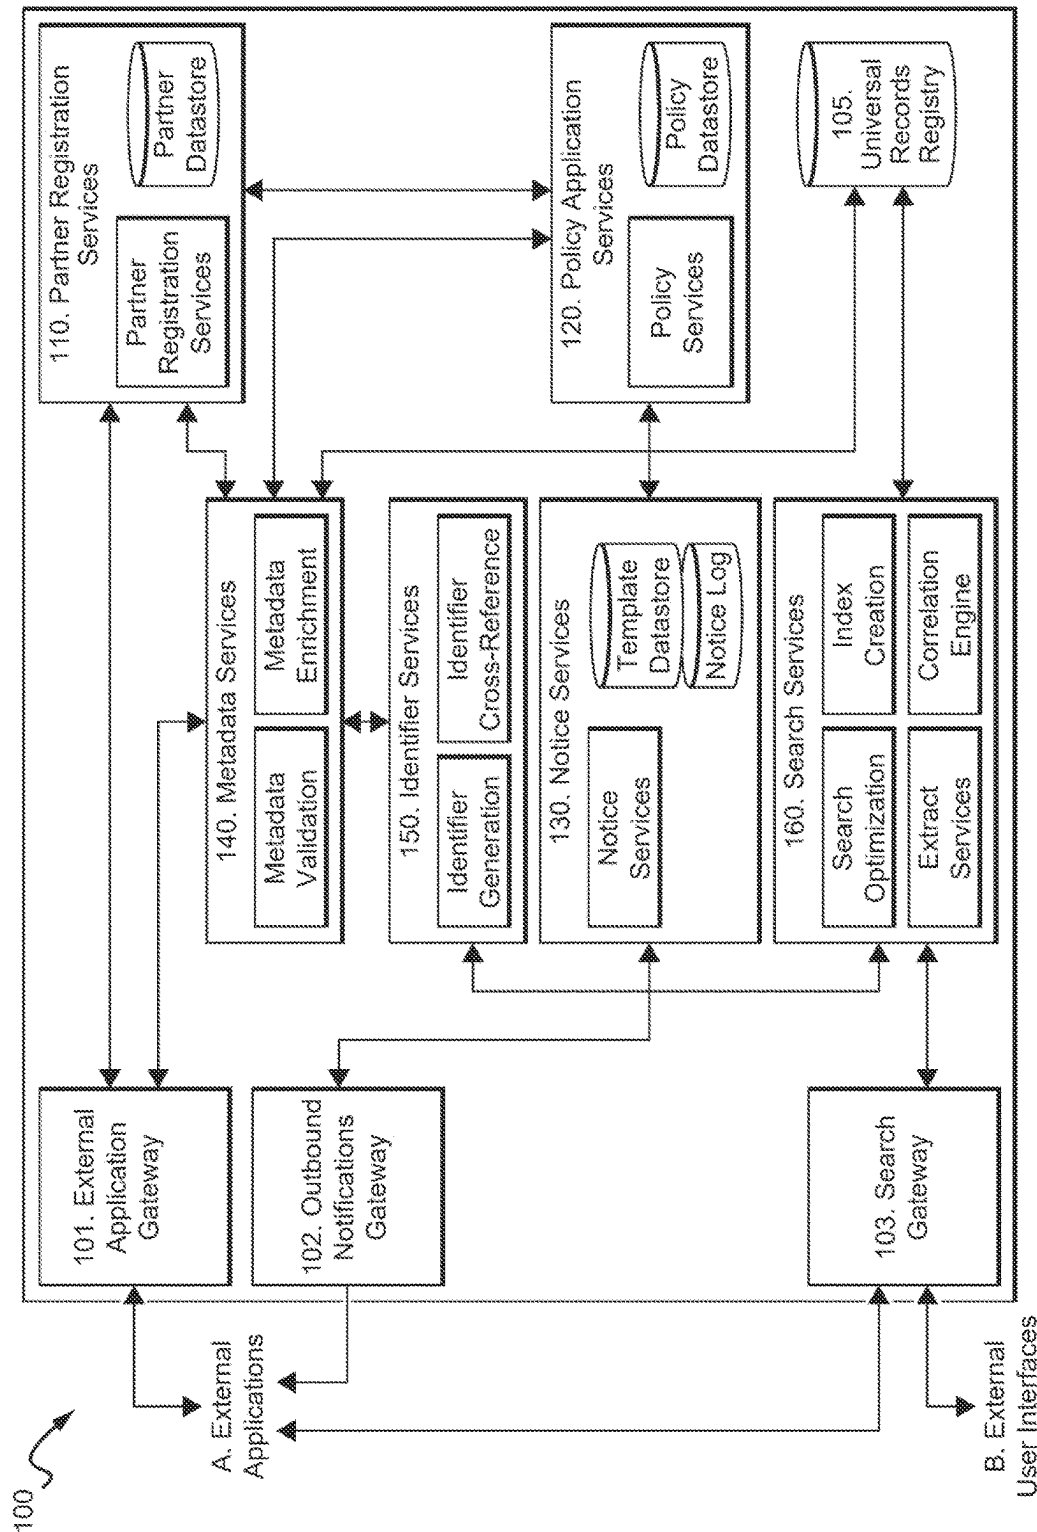 100
A. External
Applications
B. External
User Interfaces
101. External
Application
Gateway
102. Outbound
Notifications
Gateway
103. Search
Gateway
140. Metadata Services
Metadata
Validation
Metadata
Enrichment
150. Identifier Services
Identifier
Generation
Identifier
Cross-Reference
130. Notice Services
Notice
Services
Template
Datastore
Notice Log
160. Search Services
Search
Optimization
Index
Creation
Extract
Services
Correlation
Engine
110. Partner Registration
Services
Partner
Registration
Services
Partner
Datastore
120. Policy Application
Services
Policy
Services
Policy
Datastore
105.
Universal
Records
Registry